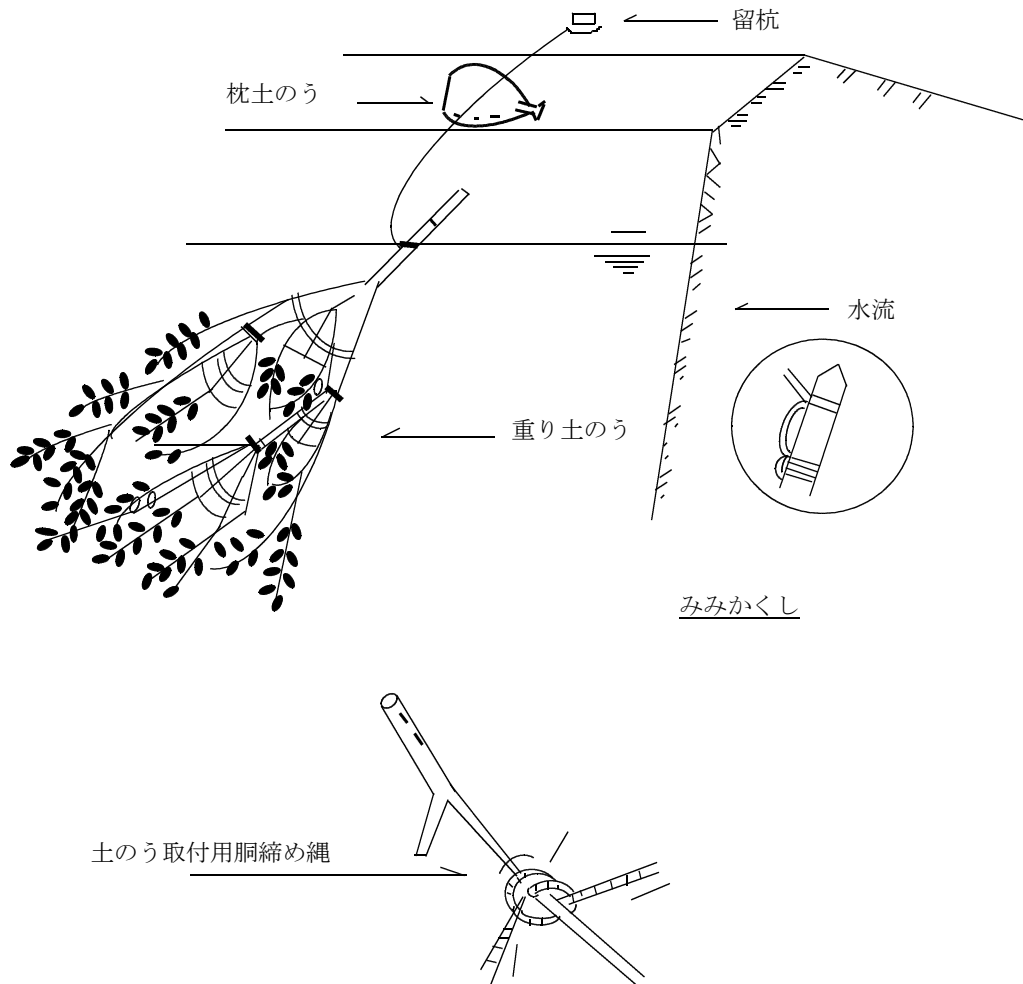 留杭
枕土のう
水流
重り土のう
みみかくし
土のう取付用胴締め縄